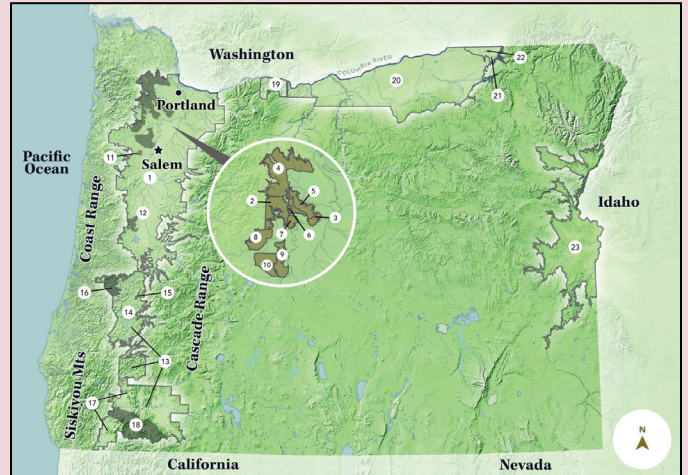 Washington
COLUMBIA RIVER
22
19
20
21
Portland
Pacific
Ocean
11
Salem
1
4
5
2
3
Idaho
Coast Range
12
7
6
8
9
10
23
Cascade Range
16
15
14
13
Siskiyou Mts
17
18
N
California
Nevada